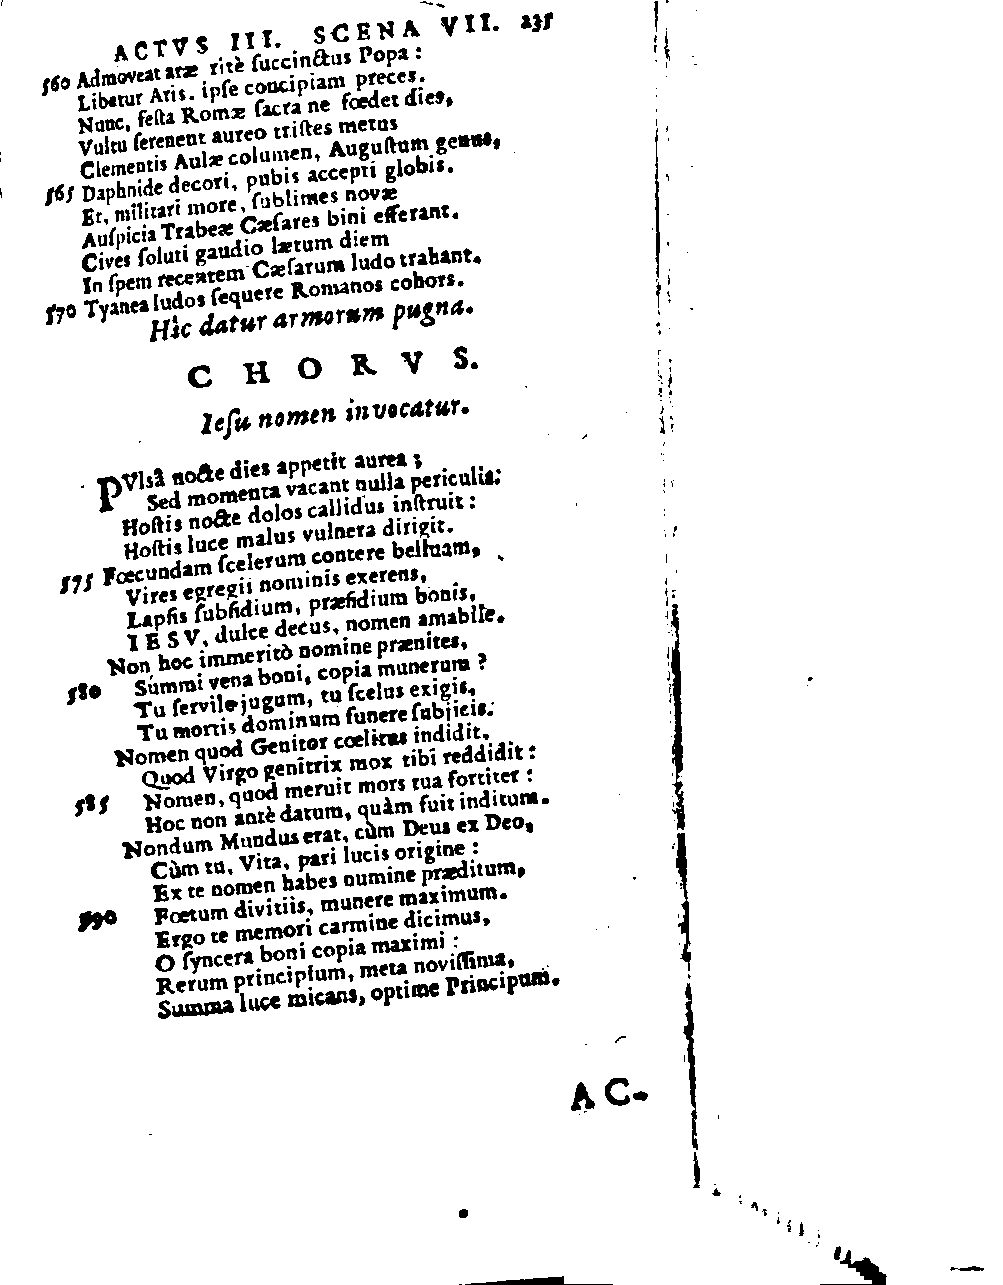 ACTVS III. SCENA VII. 235
560 Admoveat aræ ritè ſuccinctus Popa :
Libetur Aris. ipſe concipiam preces.
Nunc, feſta Romæ ſacra ne fœdet dies,
Vultu ſerenent aureo triſtes metus
Clementis Aulæ columen, Auguſtum genus,
565 Daphnide decori, pubis accepti globis.
Et, militari more, ſublimes novæ
Auſpicia Trabeæ Cæſares bini efferant.
Cives ſoluti gaudio lætum diem
In ſpem recentem Cæſarum ludo trahant.
570 Tyanea ludos ſequere Romanos cohors.
Hìc datur armorum pugna.
CHORVS.
Ieſu nomen invocatur.
PVlsâ nocte dies appetit aurea ;
Sed momenta vacant nulla periculis:
Hoſtis nocte dolos callidus inſtruit :
Hoſtis luce malus vulnera dirigit.
575 Fœcundam ſcelerum contere belluam,
Vires egregii nominis exerens,
Lapſis ſubſidium, præſidium bonis,
IESV, dulce decus, nomen amabile.
Non hoc immeritò nomine prænites,
580 Summi vena boni, copia munerum ?
Tu ſervile jugum, tu ſcelus exigis,
Tu mortis dominum funere ſubjicis:
Nomen quod Genitor cœlitus indidit,
Quod Virgo genitrix mox tibi reddidit :
585 Nomen, quod meruit mors tua fortiter :
Hoc non antè datum, quàm fuit inditum.
Nondum Mundus erat, cùm Deus ex Deo,
Cùm tu, Vita, pari lucis origine :
Ex te nomen habes numine præditum,
590 Fœtum divitiis, munere maximum.
Ergo te memori carmine dicimus,
O ſyncera boni copia maximi :
Rerum principium, meta noviſſima,
Summa luce micans, optime Principum.
AC-